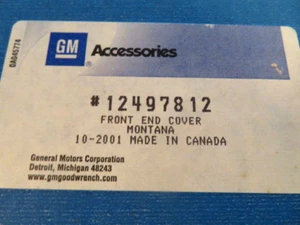 GM Accessories
DA045774
#12497812
FRONT END COVER
MONTANA
10-2001 MADE IN CANADA
General Motors Corporation
Detroit, Michigan 48243
www.gmgoodwrench.com